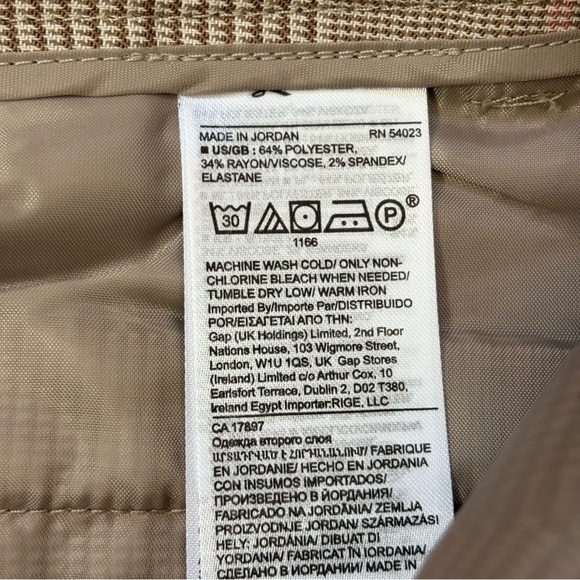 MADE IN JORDAN RN 54023
■ US/GB : 64% POLYESTER,
34% RAYON/VISCOSE, 2% SPANDEX/
ELASTANE
30 P®
1166
MACHINE WASH COLD/ ONLY NON-
CHLORINE BLEACH WHEN NEEDED/
TUMBLE DRY LOW/ WARM IRON
Imported By/Importe Par/DISTRIBUIDO
POR/ΕΙΣΑΓΕΤΑΙ ΑΠΟ ΤΗΝ:
Gap (UK Holdings) Limited, 2nd Floor
Nations House, 103 Wigmore Street,
London, W1U 1QS, UK Gap Stores
(Ireland) Limited c/o Arthur Cox, 10
Earlsfort Terrace, Dublin 2, D02 T380,
Ireland Egypt Importer:RIGE, LLC
CA 17897
Одежда второго слоя
ԱՐՏԱԴՐՎԵԼ Է ՀՈՐԴԱՆԱՆՈՒՄ/ FABRIQUE
EN JORDANIE/ HECHO EN JORDANIA
CON INSUMOS IMPORTADOS/
ПРОИЗВЕДЕНО В ЙОРДАНИЯ/
FABRICADO NA JORDÂNIA/ ZEMLJA
PROIZVODNJE JORDAN/ SZÁRMAZÁSI
HELY: JORDÁNIA/ DIBUAT DI
YORDANIA/ FABRICAT ÎN IORDANIA/
СДЕЛАНО В ИОРДАНИИ/ MADE IN